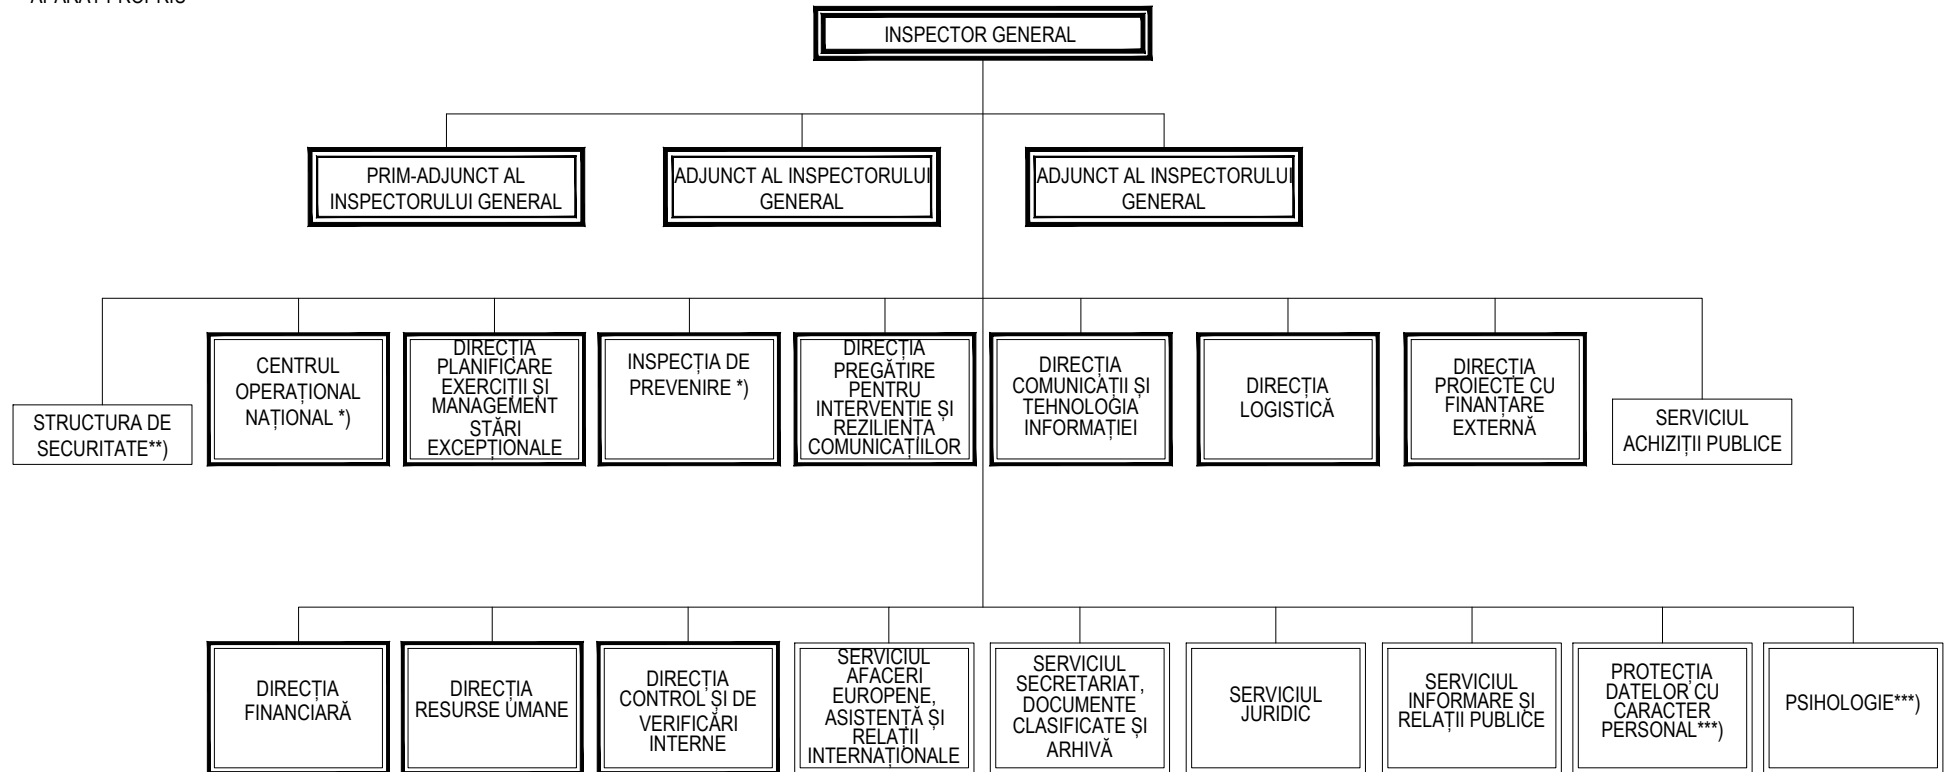 APARAT PROPRIU
INSPECTOR GENERAL
PRIM-ADJUNCT AL
INSPECTORULUI GENERAL
ADJUNCT AL INSPECTORULUI
GENERAL
ADJUNCT AL INSPECTORULUI
GENERAL
STRUCTURA DE
SECURITATE**)
CENTRUL
OPERAȚIONAL
NAȚIONAL *)
DIRECȚIA
PLANIFICARE
EXERCIȚII ȘI
MANAGEMENT
STĂRI
EXCEPȚIONALE
INSPECȚIA DE
PREVENIRE *)
DIRECȚIA
PREGĂTIRE
PENTRU
INTERVENȚIE ȘI
REZILIENȚA
COMUNICAȚIILOR
DIRECȚIA
COMUNICAȚII ȘI
TEHNOLOGIA
INFORMAȚIEI
DIRECȚIA
LOGISTICĂ
DIRECȚIA
PROIECTE CU
FINANȚARE
EXTERNĂ
SERVICIUL
ACHIZIȚII PUBLICE
DIRECȚIA
FINANCIARĂ
DIRECȚIA
RESURSE UMANE
DIRECȚIA
CONTROL ȘI DE
VERIFICĂRI
INTERNE
SERVICIUL
AFACERI
EUROPENE,
ASISTENȚĂ ȘI
RELAȚII
INTERNAȚIONALE
SERVICIUL
SECRETARIAT,
DOCUMENTE
CLASIFICATE ȘI
ARHIVĂ
SERVICIUL
JURIDIC
SERVICIUL
INFORMARE ȘI
RELAȚII PUBLICE
PROTECȚIA
DATELOR CU
CARACTER
PERSONAL***)
PSIHOLOGIE***)